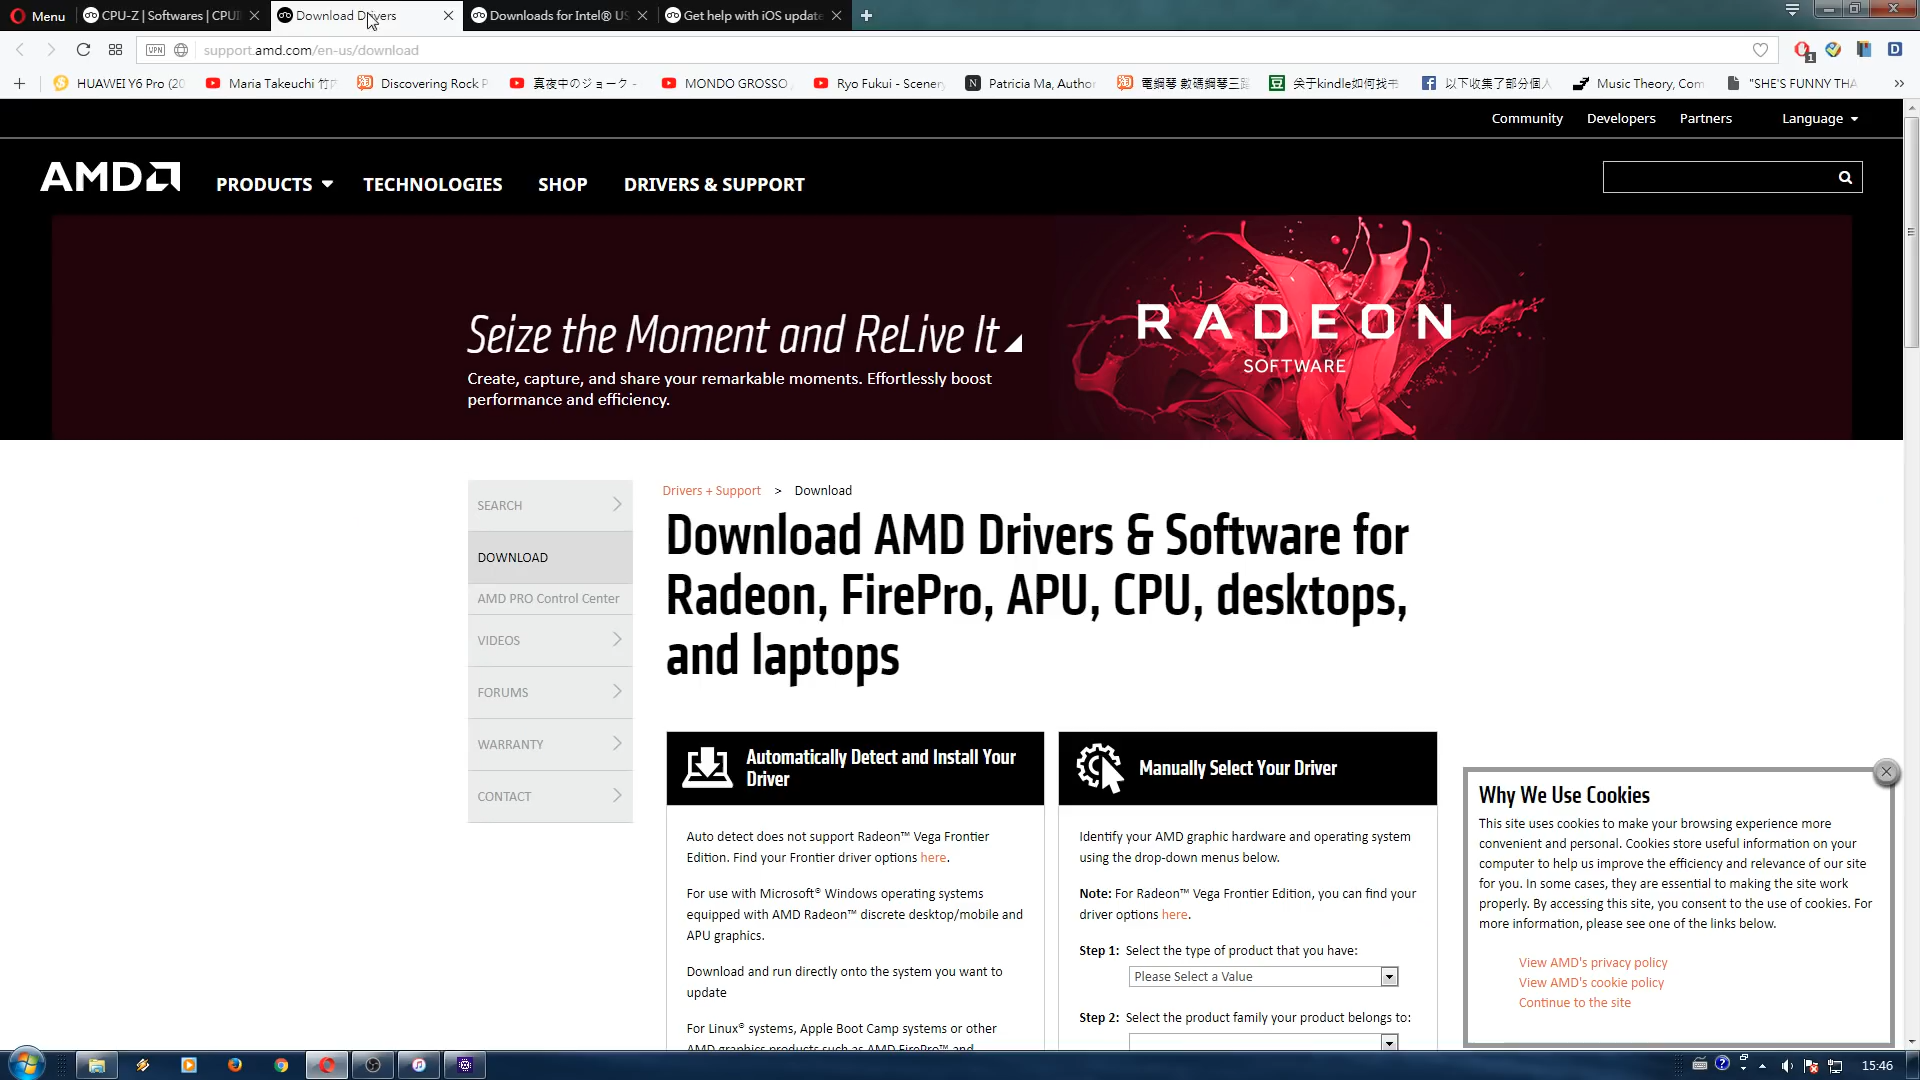 Menu
CPU-Z | Softwares | CPUI
Download Drivers
Downloads for Intel® US
Get help with iOS update
VPN
support.amd.com/en-us/download
1
D
HUAWEI Y6 Pro (20
Maria Takeuchi 竹内
Discovering Rock P
真夜中のジョーク -
MONDO GROSSO
Ryo Fukui - Scenery
N
Patricia Ma, Author
電鋼琴 數碼鋼琴三路
豆
关于kindle如何找书
以下收集了部分個人
Music Theory, Com
"SHE'S FUNNY THA
Community
Developers
Partners
Language
AMD
PRODUCTS
TECHNOLOGIES
SHOP
DRIVERS & SUPPORT
Seize the Moment and ReLive It
Create, capture, and share your remarkable moments. Effortlessly boost
performance and efficiency.
RADEON
SOFTWARE
SEARCH
DOWNLOAD
AMD PRO Control Center
VIDEOS
FORUMS
WARRANTY
CONTACT
Drivers + Support > Download
Download AMD Drivers & Software for
Radeon, FirePro, APU, CPU, desktops,
and laptops
Automatically Detect and Install Your
Driver
Auto detect does not support Radeon™ Vega Frontier
Edition. Find your Frontier driver options here.
For use with Microsoft® Windows operating systems
equipped with AMD Radeon™ discrete desktop/mobile and
APU graphics.
Download and run directly onto the system you want to
update
For Linux® systems, Apple Boot Camp systems or other
AMD graphics products such as AMD FirePro™ and
Manually Select Your Driver
Identify your AMD graphic hardware and operating system
using the drop-down menus below.
Note: For Radeon™ Vega Frontier Edition, you can find your
driver options here.
Step 1: Select the type of product that you have:
Please Select a Value
Step 2: Select the product family your product belongs to:
Why We Use Cookies
This site uses cookies to make your browsing experience more
convenient and personal. Cookies store useful information on your
computer to help us improve the efficiency and relevance of our site
for you. In some cases, they are essential to making the site work
properly. By accessing this site, you consent to the use of cookies. For
more information, please see one of the links below.
View AMD's privacy policy
View AMD's cookie policy
Continue to the site
15:46